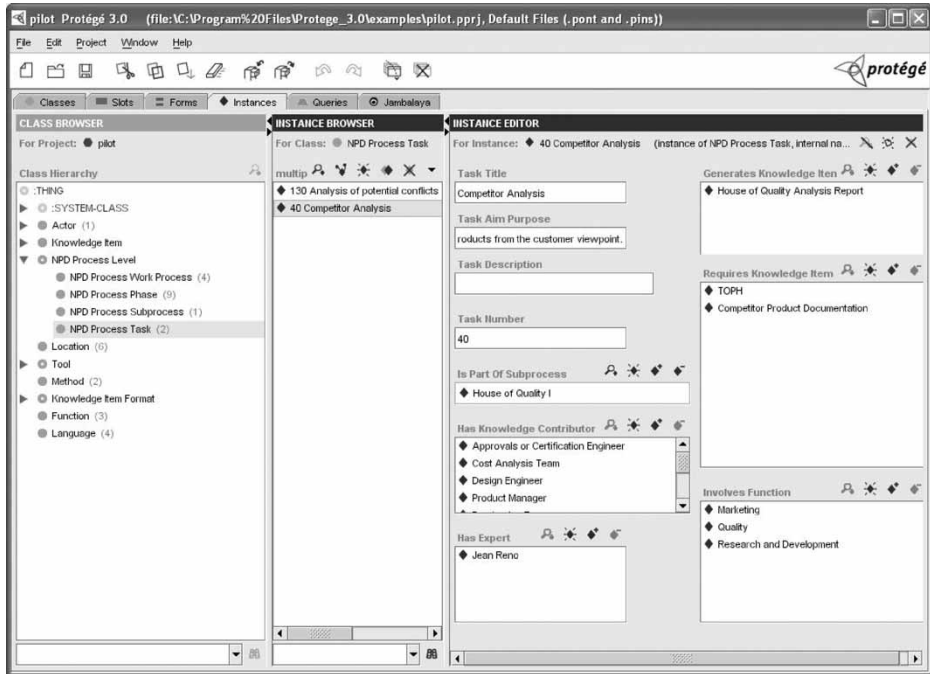 pilot Protégé 3.0 (file:\C:\Program%20Files\Protege_3.0\examples\pilot.pprj, Default Files (.pont and .pins))
File Edit Project Window Help
protégé
Classes Slots Forms Instances Queries Jambalaya
CLASS BROWSER
For Project: pilot
Class Hierarchy
:THING
:SYSTEM-CLASS
Actor (1)
Knowledge Item
NPD Process Level
NPD Process Work Process (4)
NPD Process Phase (9)
NPD Process Subprocess (1)
NPD Process Task (2)
Location (6)
Tool
Method (2)
Knowledge Item Format
Function (3)
Language (4)
INSTANCE BROWSER
For Class: NPD Process Task
multip
130 Analysis of potential conflicts
40 Competitor Analysis
INSTANCE EDITOR
For Instance: 40 Competitor Analysis (instance of NPD Process Task, internal na...
Task Title
Competitor Analysis
Task Aim Purpose
roducts from the customer viewpoint.
Task Description
Task Number
40
Is Part Of Subprocess
House of Quality I
Has Knowledge Contributor
Approvals or Certification Engineer
Cost Analysis Team
Design Engineer
Product Manager
Has Expert
Jean Reno
Generates Knowledge Iten
House of Quality Analysis Report
Requires Knowledge Item
TOPH
Competitor Product Documentation
Involves Function
Marketing
Quality
Research and Development